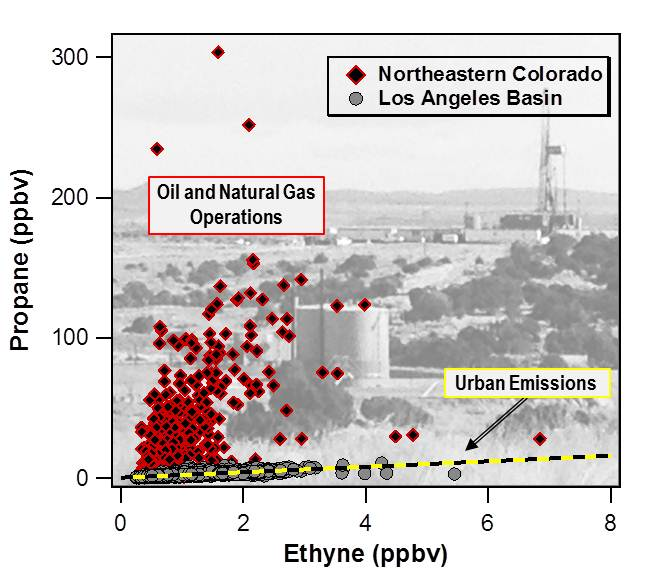 300
200
100
0
Propane (ppbv)
Northeastern Colorado
Los Angeles Basin
Oil and Natural Gas
Operations
Urban Emissions
0 2 4 6 8
Ethyne (ppbv)